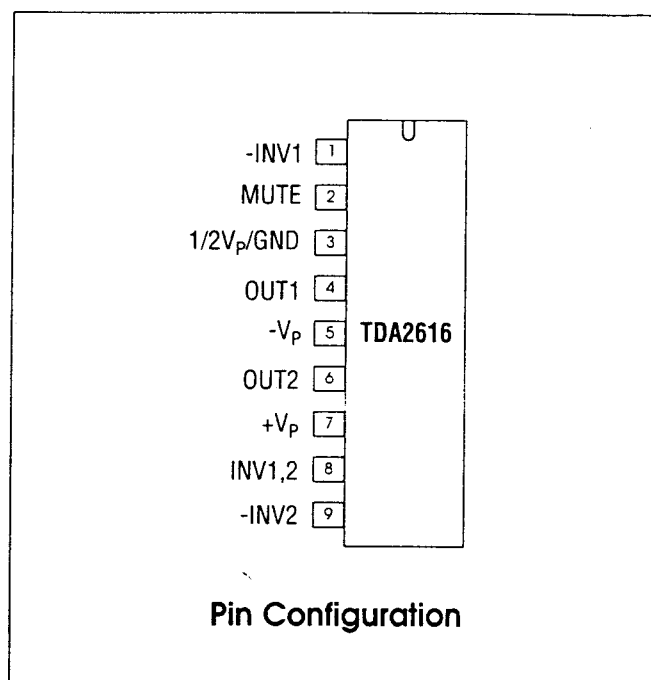 -INV1 1
MUTE 2
1/2VP/GND 3
OUT1 4
-VP 5
TDA2616
OUT2 6
+VP 7
INV1,2 8
-INV2 9
Pin Configuration